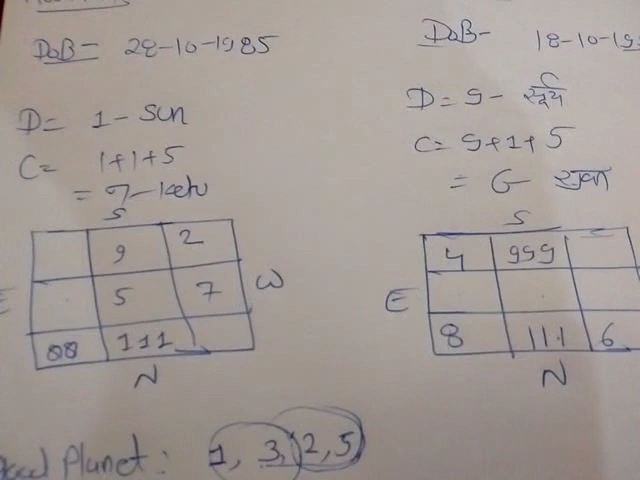 DoB= 28-10-1985
D= 1 - Sun
C= 1+1+5
= 7-Ketu
S
9 2
5 7 W
88 111
N
DoB- 18-10-19
D= 9 - सूर्य
C= 9+1+5
= 6-
S
4 999
E
8 111 6
N
Planet: 1, 3, 2, 5